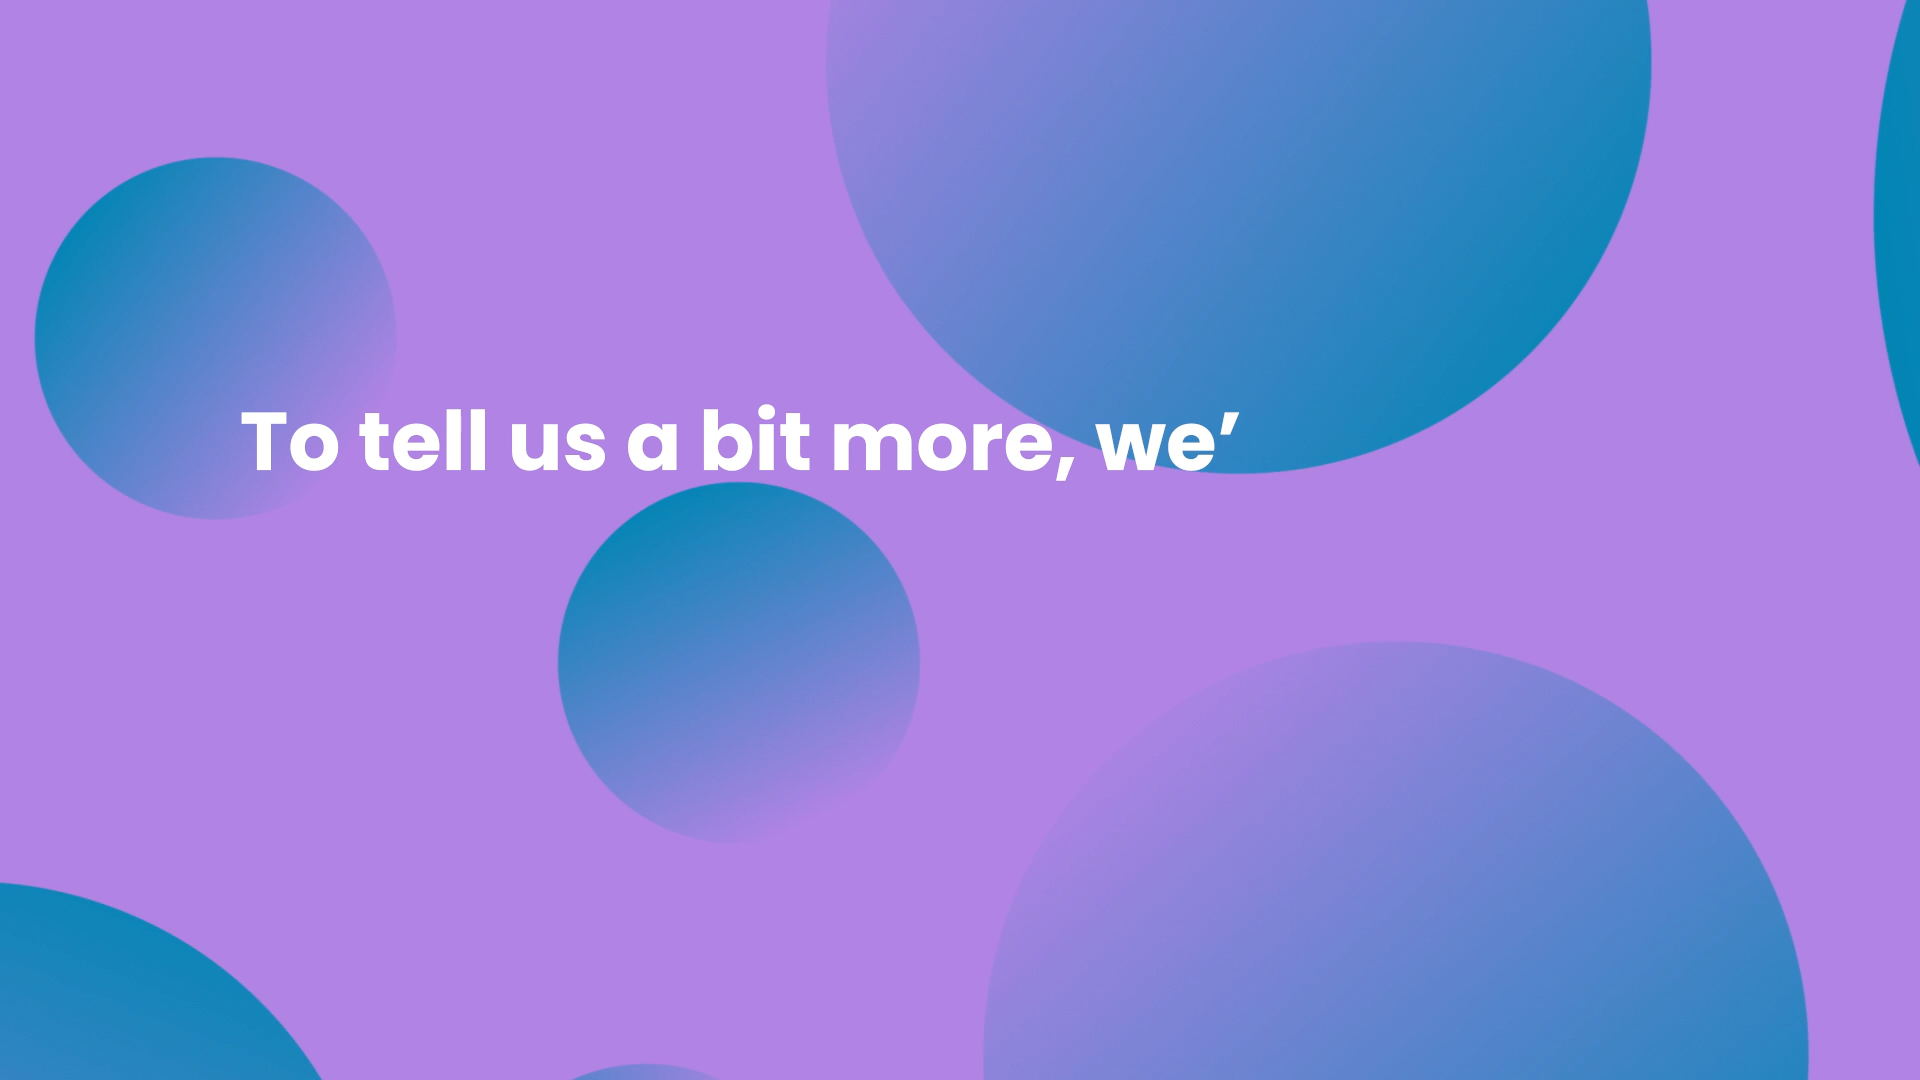 To tell us a bit more, we’